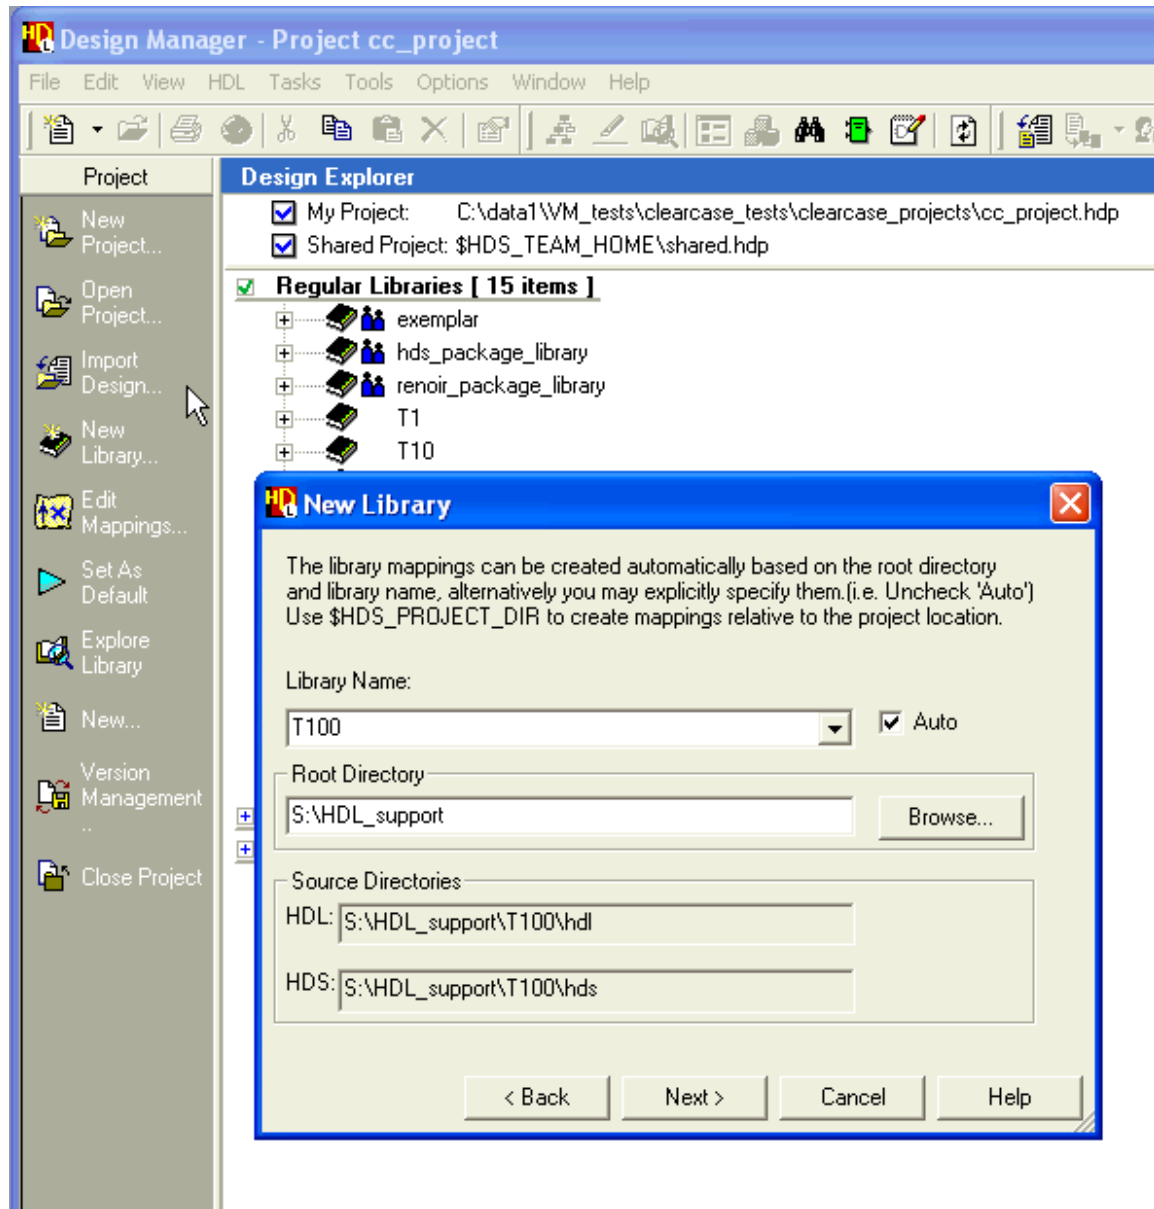 Design Manager - Project cc_project
File Edit View HDL Tasks Tools Options Window Help
Project
New
Project...
Open
Project...
Import
Design...
New
Library...
Edit
Mappings...
Set As
Default
Explore
Library
New...
Version
Management
..
Close Project
Design Explorer
My Project: C:\data1\VM_tests\clearcase_tests\clearcase_projects\cc_project.hdp
Shared Project: $HDS_TEAM_HOME\shared.hdp
Regular Libraries [ 15 items ]
exemplar
hds_package_library
renoir_package_library
T1
T10
New Library
The library mappings can be created automatically based on the root directory
and library name, alternatively you may explicitly specify them.(i.e. Uncheck 'Auto')
Use $HDS_PROJECT_DIR to create mappings relative to the project location.
Library Name:
T100
Auto
Root Directory
S:\HDL_support
Browse...
Source Directories
HDL: S:\HDL_support\T100\hdl
HDS: S:\HDL_support\T100\hds
< Back Next > Cancel Help